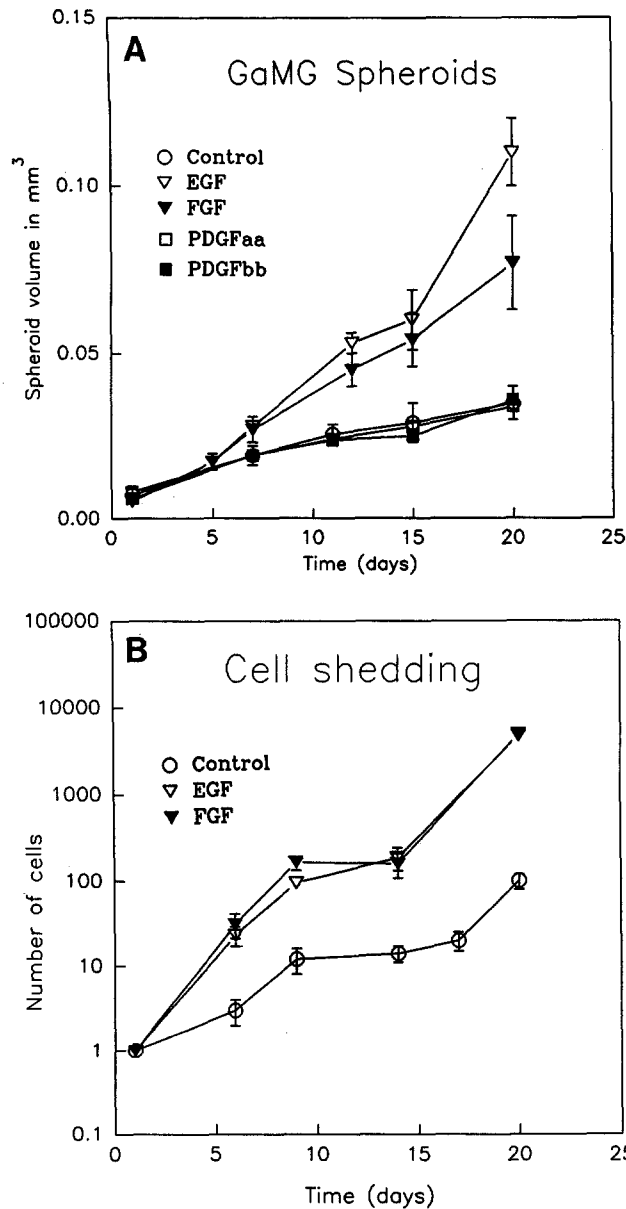 A
GaMG Spheroids
Control
EGF
FGF
PDGFaa
PDGFbb
Spheroid volume in mm³
0.15
0.10
0.05
0.00
0 5 10 15 20 25
Time (days)
B
Cell shedding
Control
EGF
FGF
Number of cells
100000
10000
1000
100
10
1
0.1
0 5 10 15 20 25
Time (days)